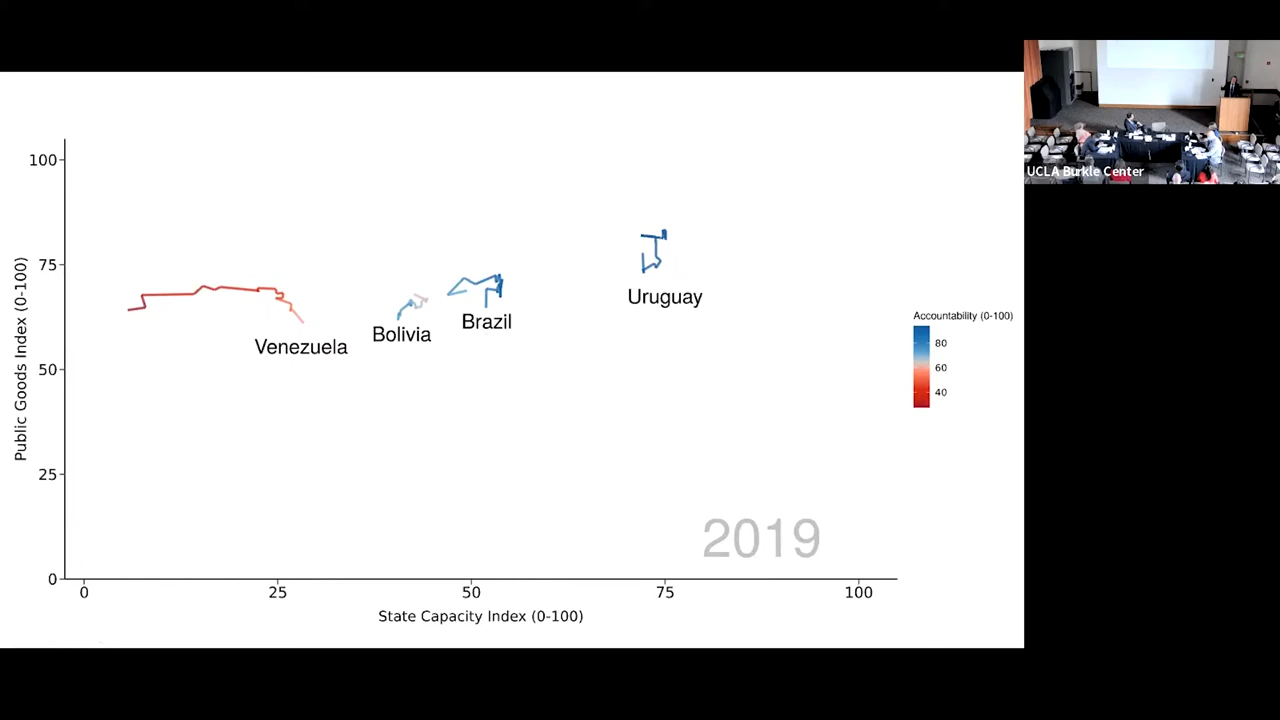 UCLA Burkle Center
100
75
50
25
0
Public Goods Index (0-100)
Venezuela
Bolivia
Brazil
Uruguay
Accountability (0-100)
80
60
40
2019
0 25 50 75 100
State Capacity Index (0-100)